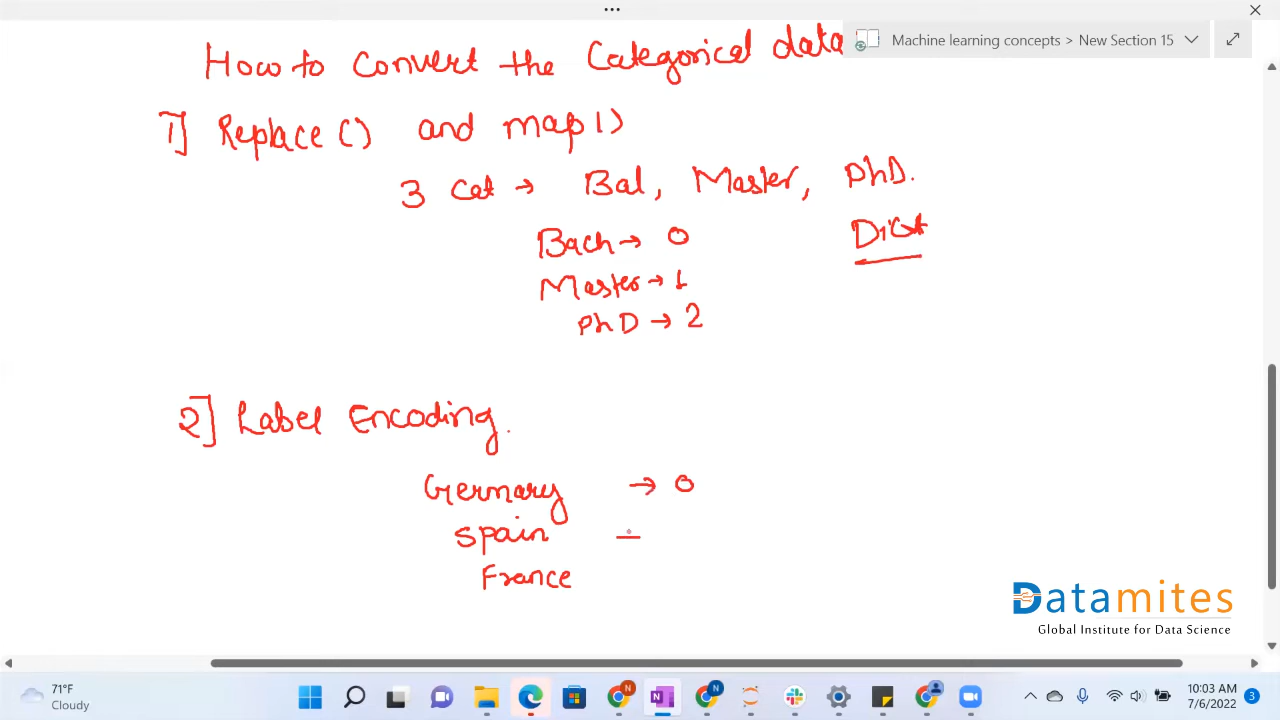 How to convert the Categorical data
Machine learning concepts > New Section 15
1] Replace() and map()
3 Cat → Bal, Master, PhD.
Bach → 0
Dict
Master → 1
PhD → 2
2] Label Encoding.
Germany → 0
Spain
France
Datamites
Global Institute for Data Science
71°F
Cloudy
10:03 AM
7/6/2022
3